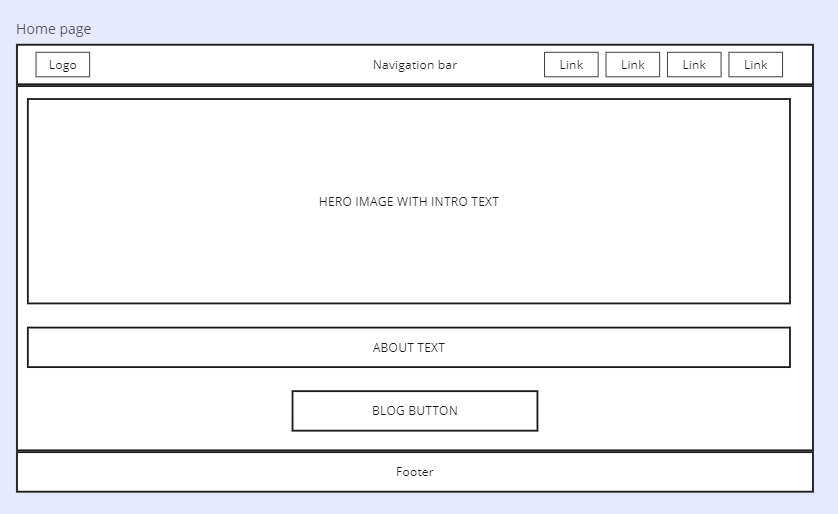 Home page
Logo
Navigation bar
Link
Link
Link
Link
HERO IMAGE WITH INTRO TEXT
ABOUT TEXT
BLOG BUTTON
Footer